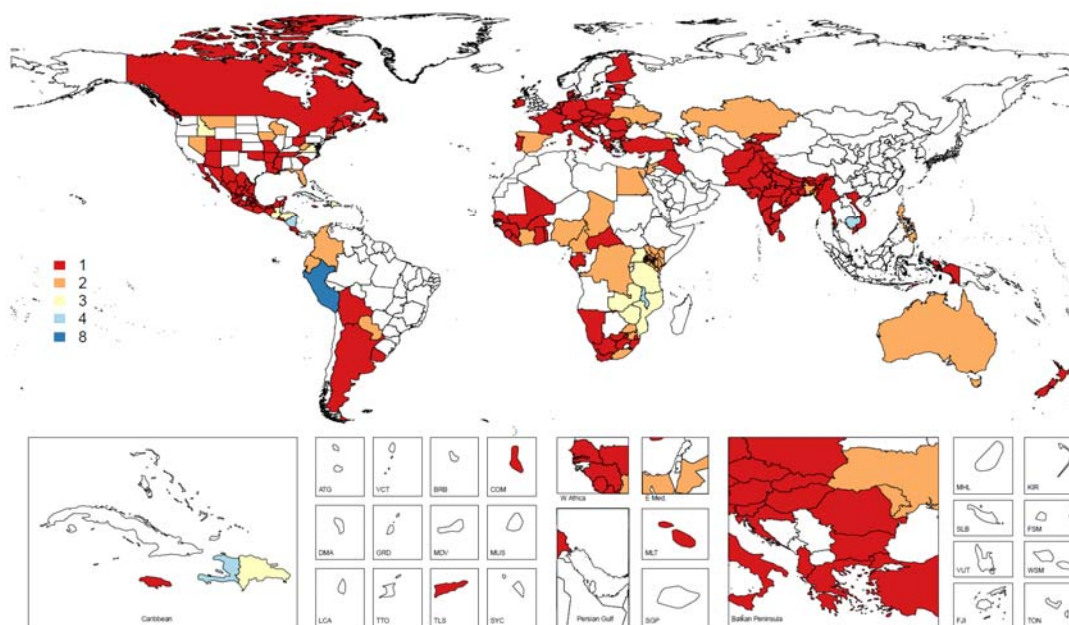 1
2
3
4
8
ATG
VCT
BRB
COM
W Africa
E Med.
MHL
KIR
DMA
GRD
MDV
MUS
MLT
SLB
FSM
VUT
WSM
Caribbean
LCA
TTO
TLS
SYC
Persian Gulf
SGP
Balkan Peninsula
FJI
TON